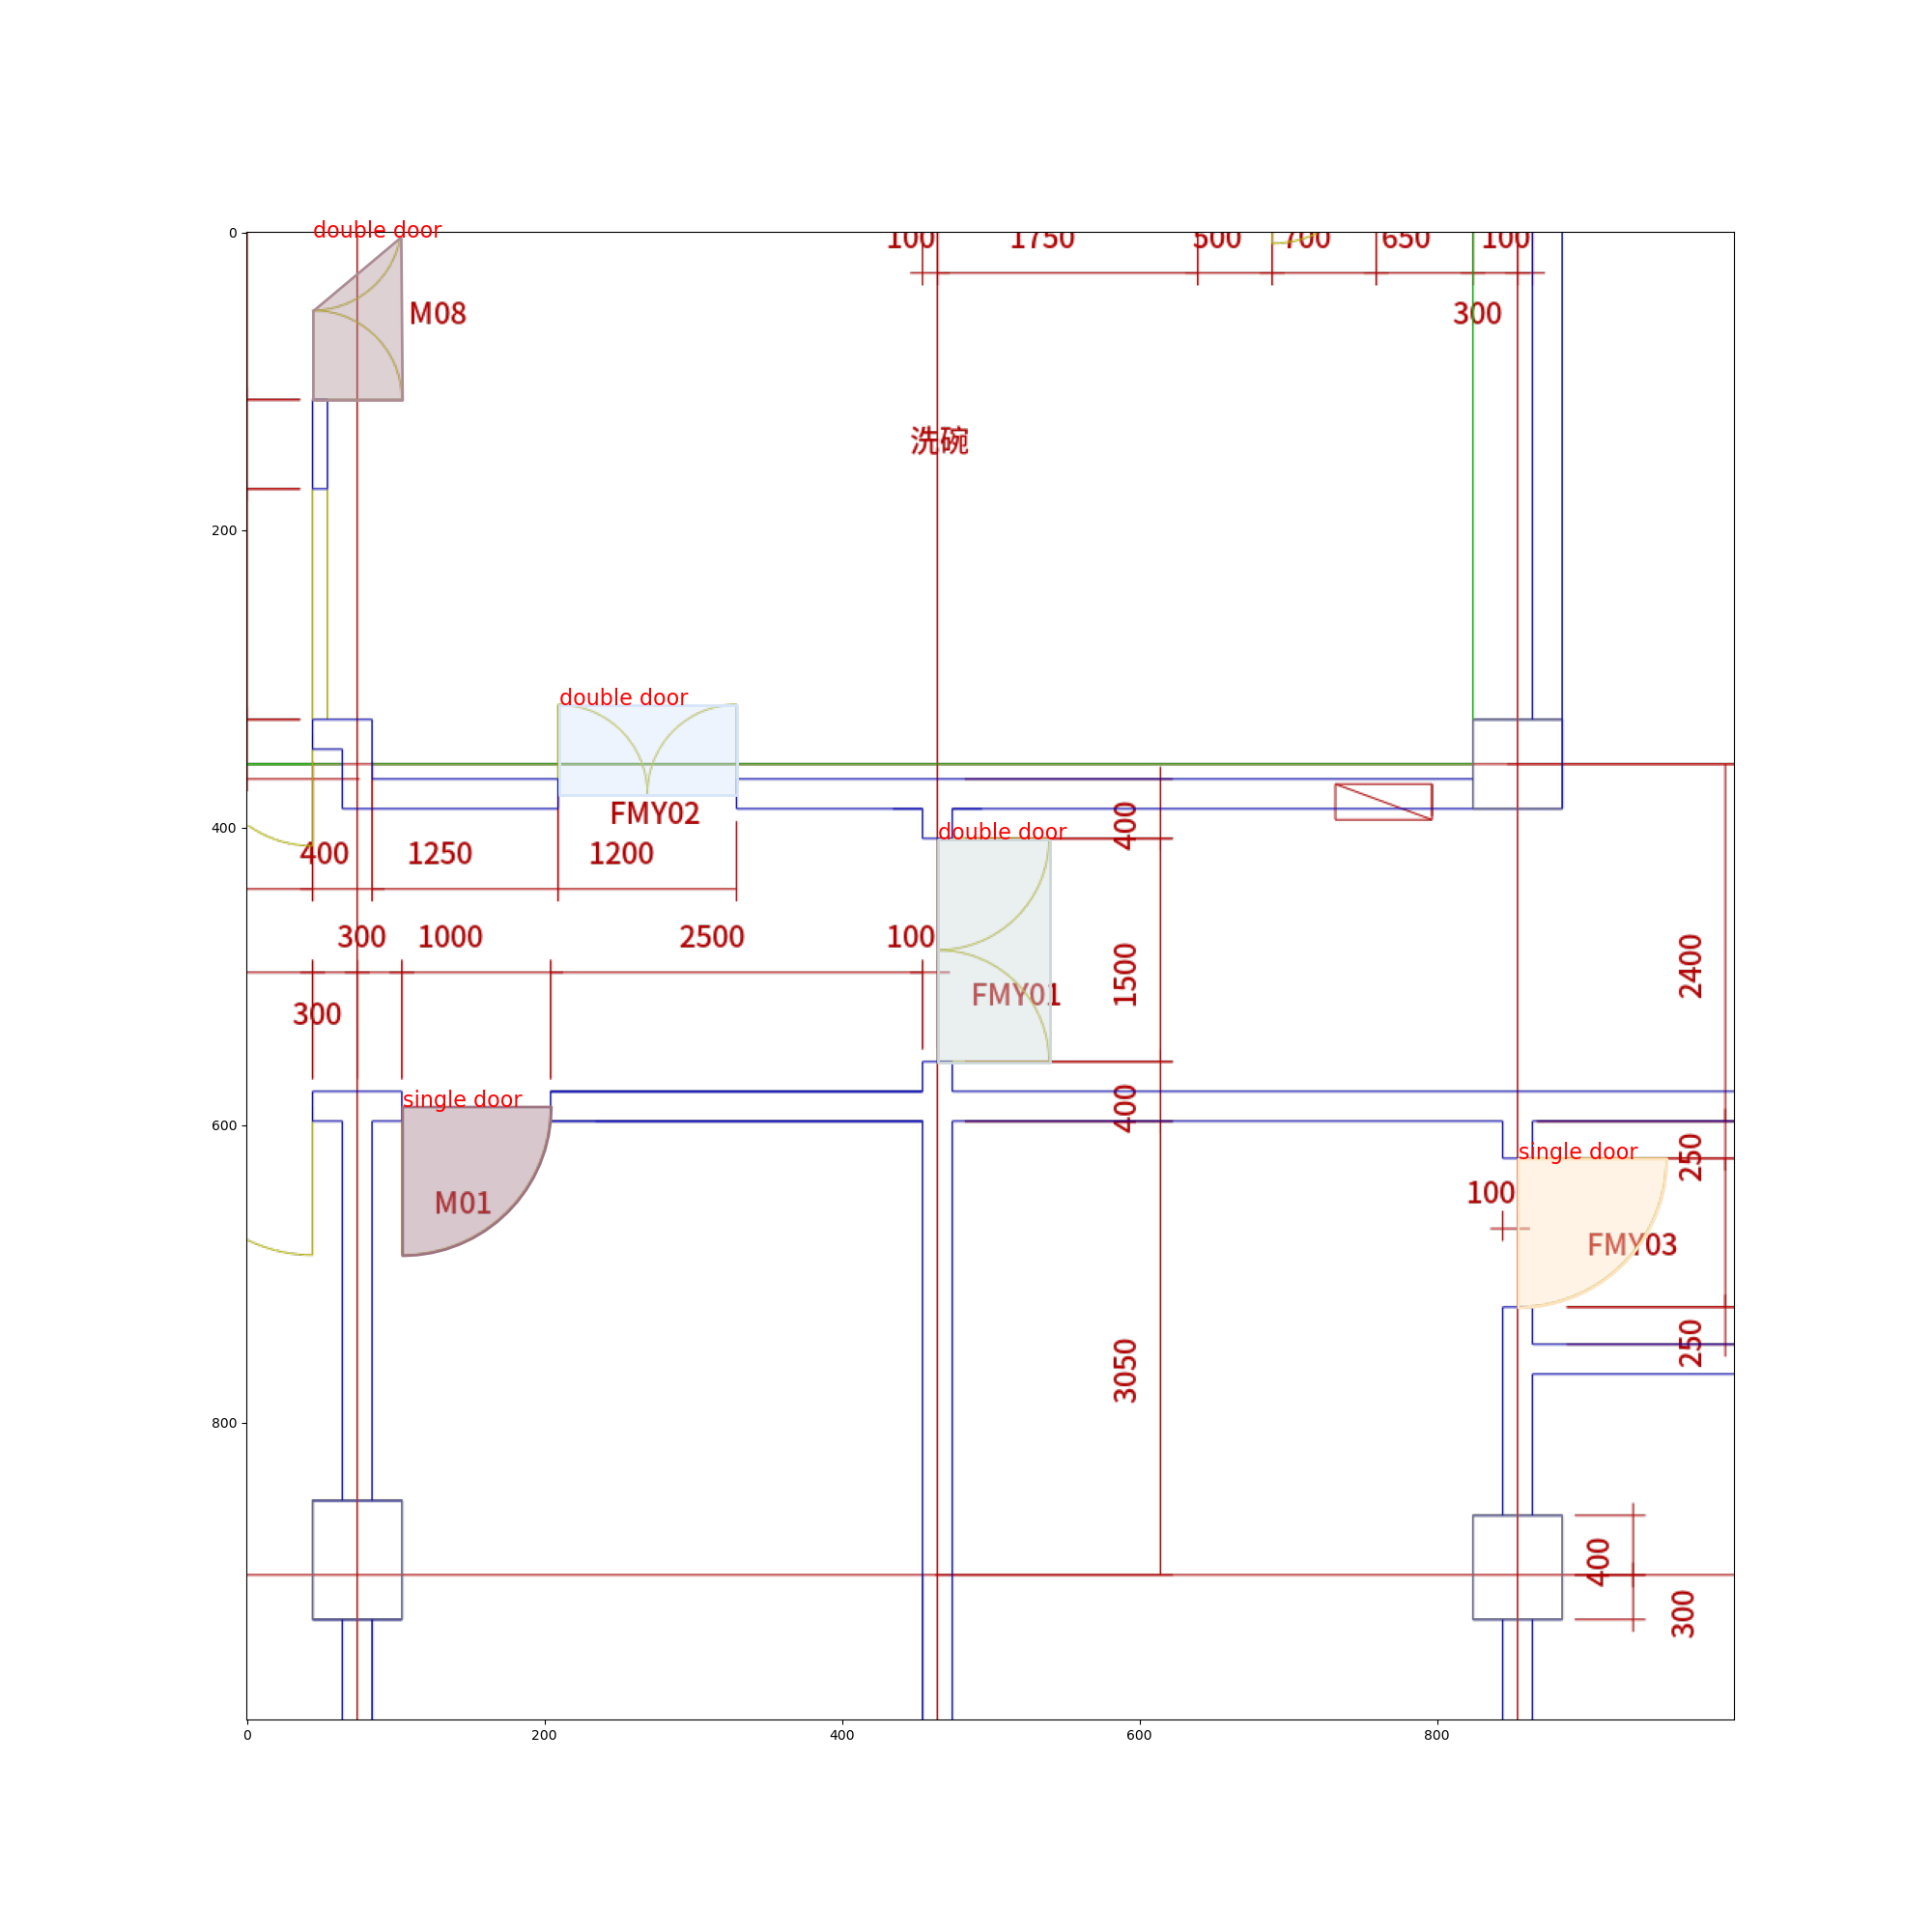 double door
0
100 1750 500 700 650 100
M08
300
洗碗
200
double door
FMY02
400
double door
400
400 1250 1200
300 1000 2500 100
FMY01
1500
2400
300
single door
400
600
single door
250
M01
100
FMY03
250
3050
800
400
300
0 200 400 600 800